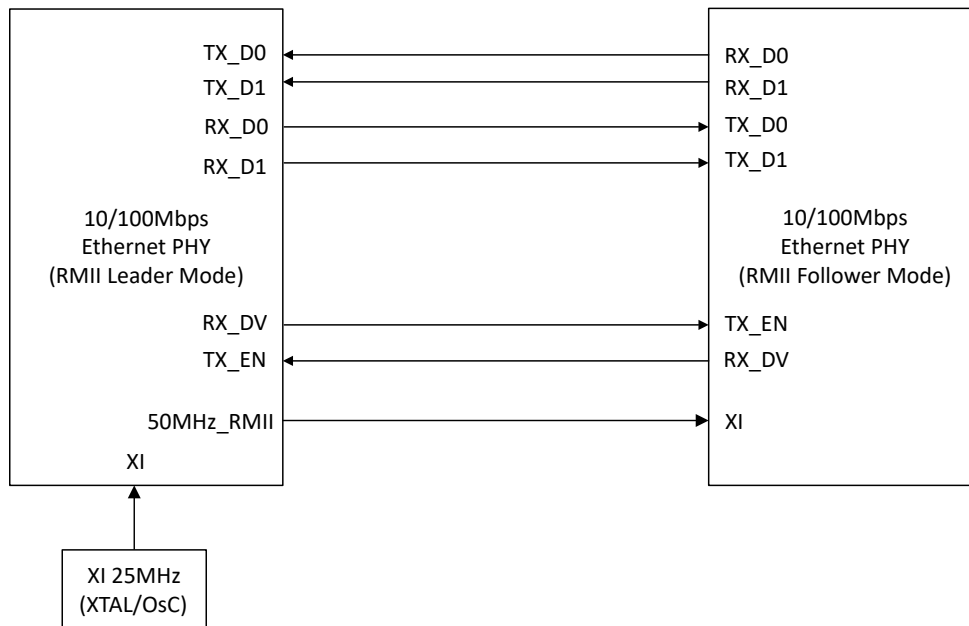 TX_D0
TX_D1
RX_D0
RX_D1
10/100Mbps
Ethernet PHY
(RMII Leader Mode)
RX_DV
TX_EN
50MHz_RMII
XI
XI 25MHz
(XTAL/OsC)
RX_D0
RX_D1
TX_D0
TX_D1
10/100Mbps
Ethernet PHY
(RMII Follower Mode)
TX_EN
RX_DV
XI